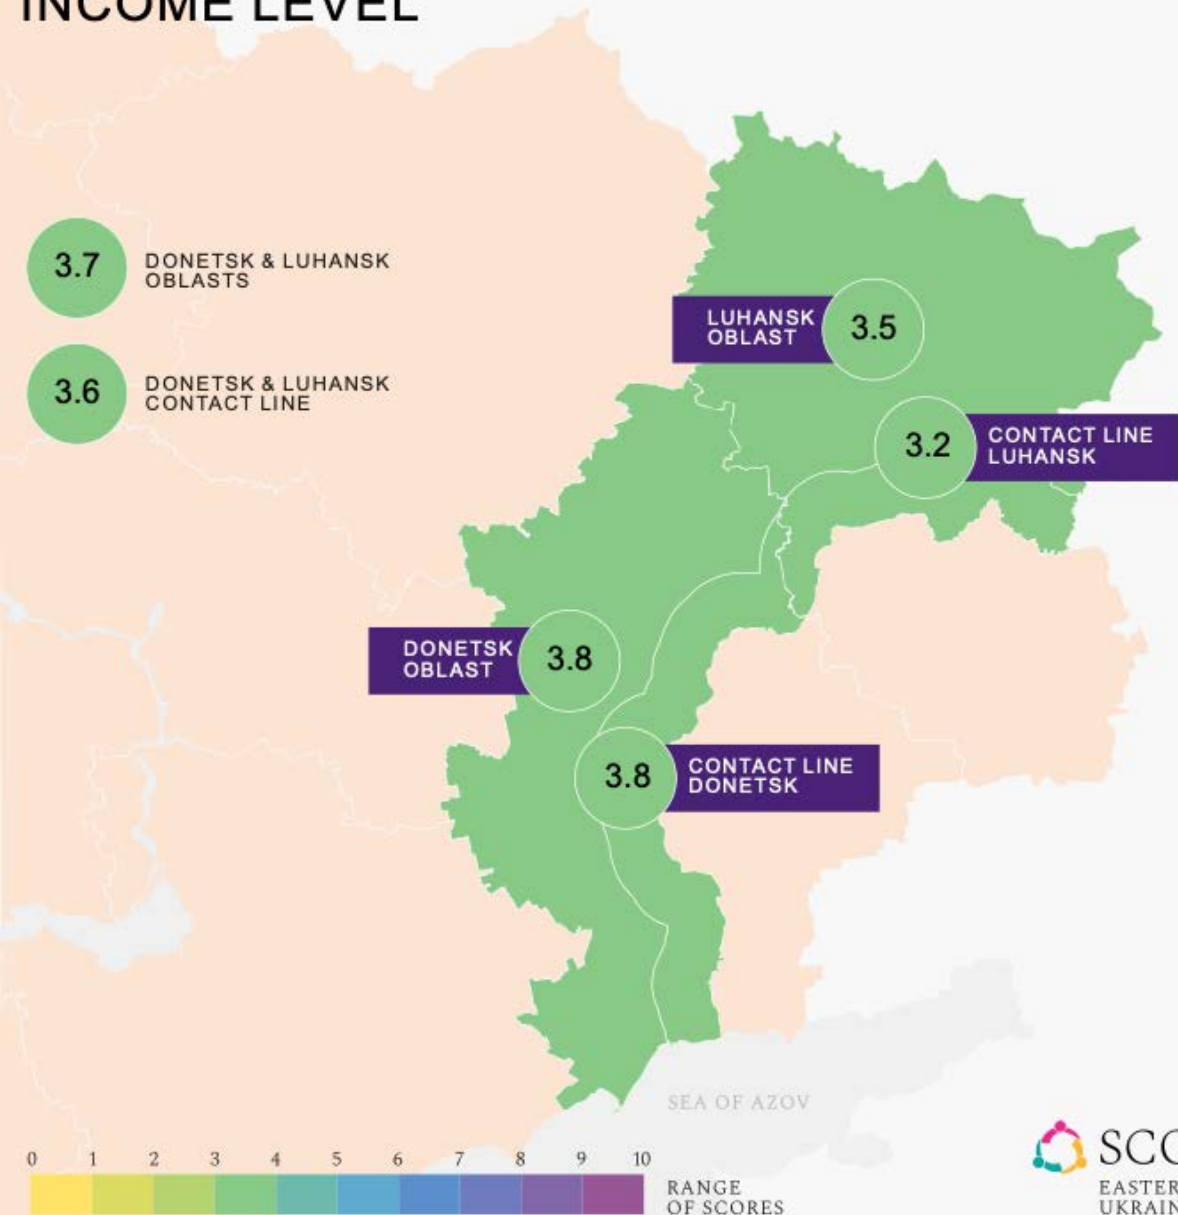 INCOME LEVEL
3.7
DONETSK & LUHANSK
OBLASTS
3.6
DONETSK & LUHANSK
CONTACT LINE
LUHANSK
OBLAST
3.5
3.2
CONTACT LINE
LUHANSK
DONETSK
OBLAST
3.8
3.8
CONTACT LINE
DONETSK
SEA OF AZOV
0 1 2 3 4 5 6 7 8 9 10
RANGE
OF SCORES